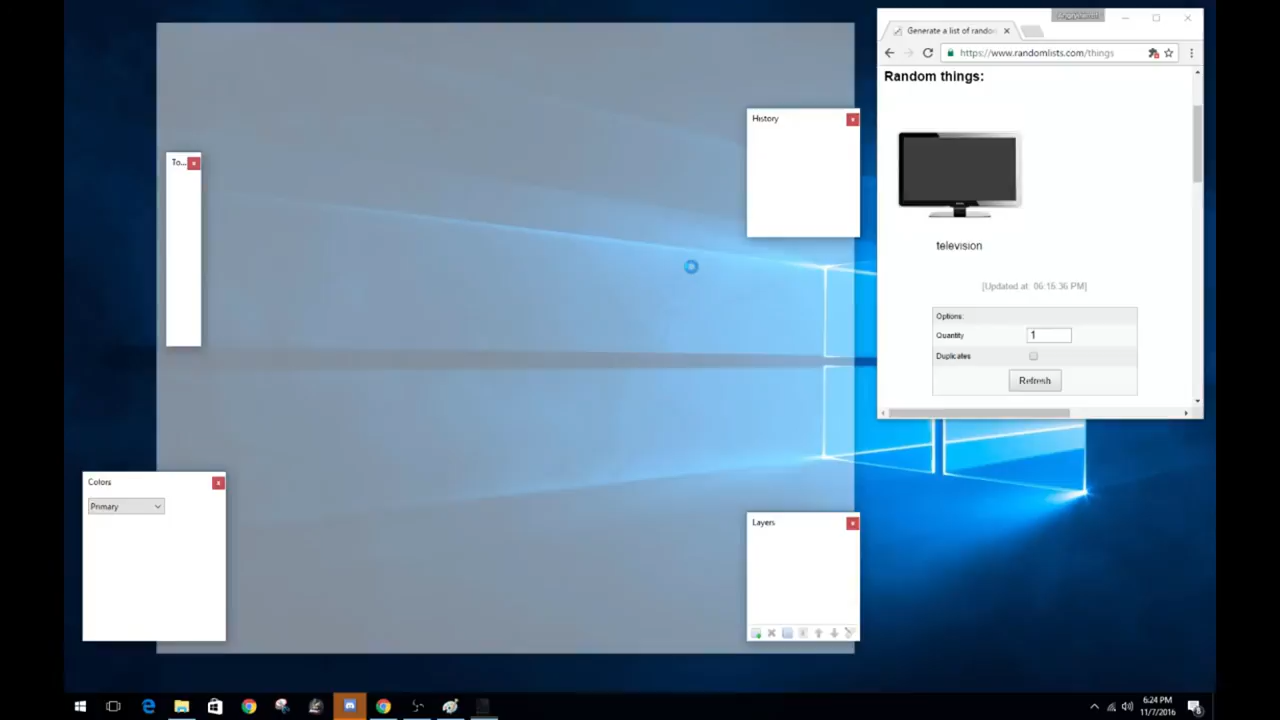 Generate a list of rando
https://www.randomlists.com/things
Random things:
television
[Updated at 06:15:36 PM]
Options:
Quantity 1
Duplicates
Refresh
History
To...
Colors
Primary
Layers
6:24 PM
11/7/2016